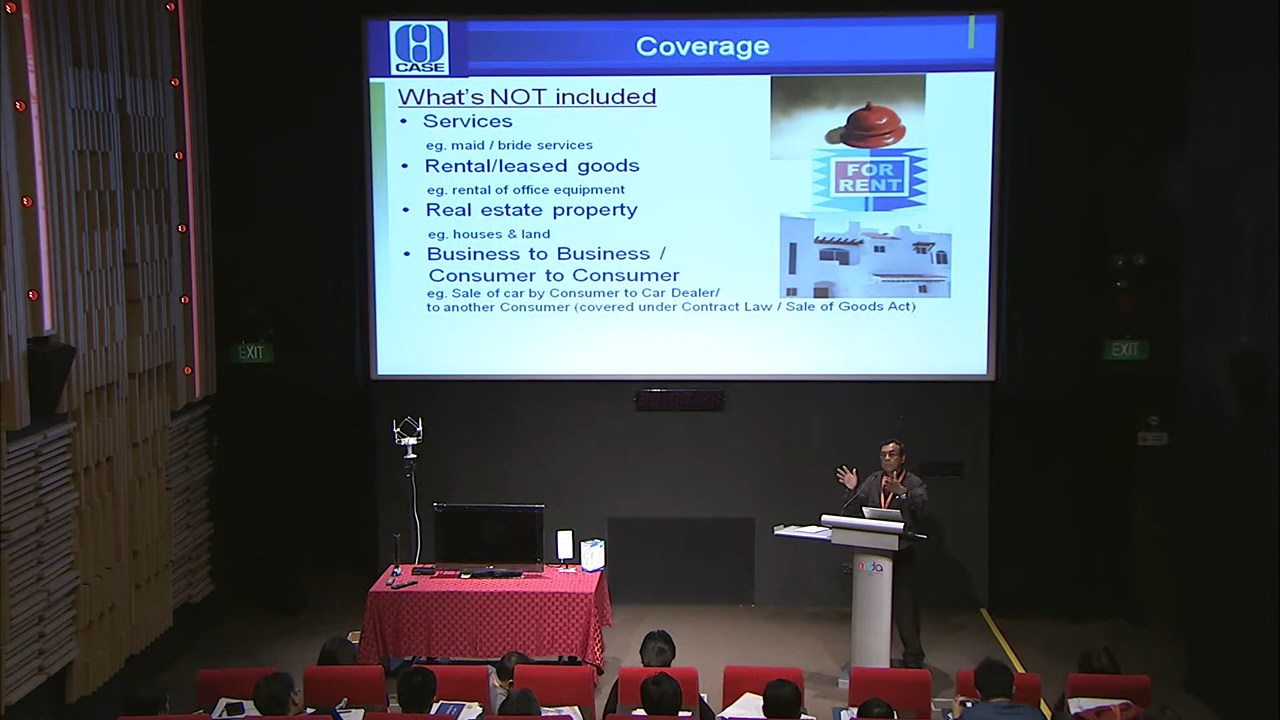 CASE
Coverage
What's NOT included
• Services
eg. maid / bride services
• Rental/leased goods
eg. rental of office equipment
• Real estate property
eg. houses & land
• Business to Business /
Consumer to Consumer
eg. Sale of car by Consumer to Car Dealer/
to another Consumer (covered under Contract Law / Sale of Goods Act)
FOR
RENT
EXIT
EXIT